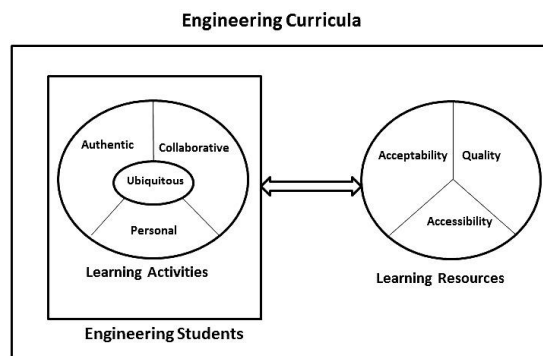 Engineering Curricula
Authentic
Collaborative
Ubiquitous
Personal
Learning Activities
Engineering Students
Acceptability
Quality
Accessibility
Learning Resources